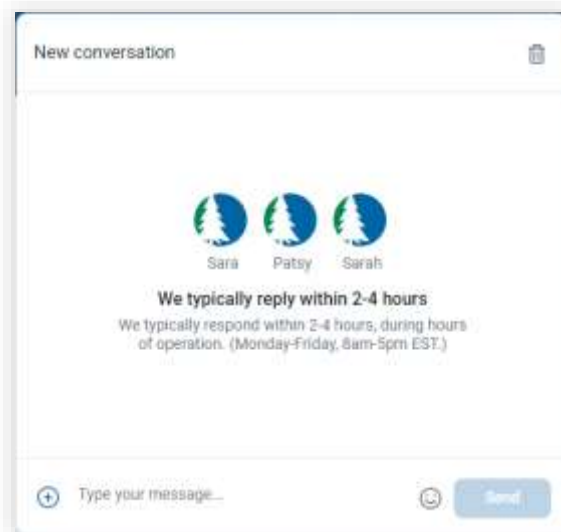 New conversation
Sara Patsy Sarah
We typically reply within 2-4 hours
We typically respond within 2-4 hours, during hours
of operation. (Monday-Friday, 8am-5pm EST.)
Type your message...
Send